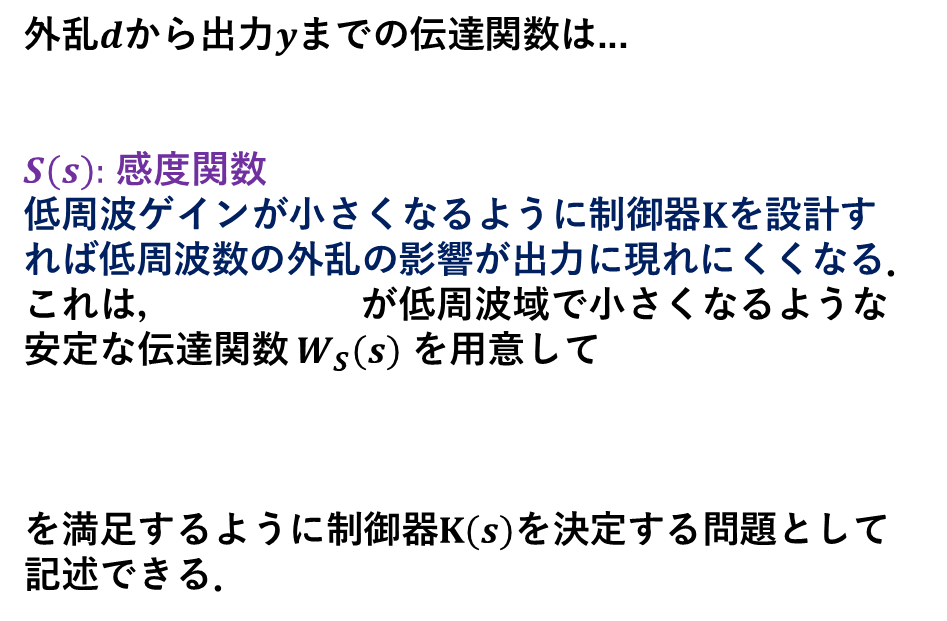 外乱dから出力yまでの伝達関数は...
S(s): 感度関数
低周波ゲインが小さくなるように制御器Kを設計す
れば低周波数の外乱の影響が出力に現れにくくなる.
これは, が低周波域で小さくなるような
安定な伝達関数 W_S(s) を用意して
を満足するように制御器K(s)を決定する問題として
記述できる.